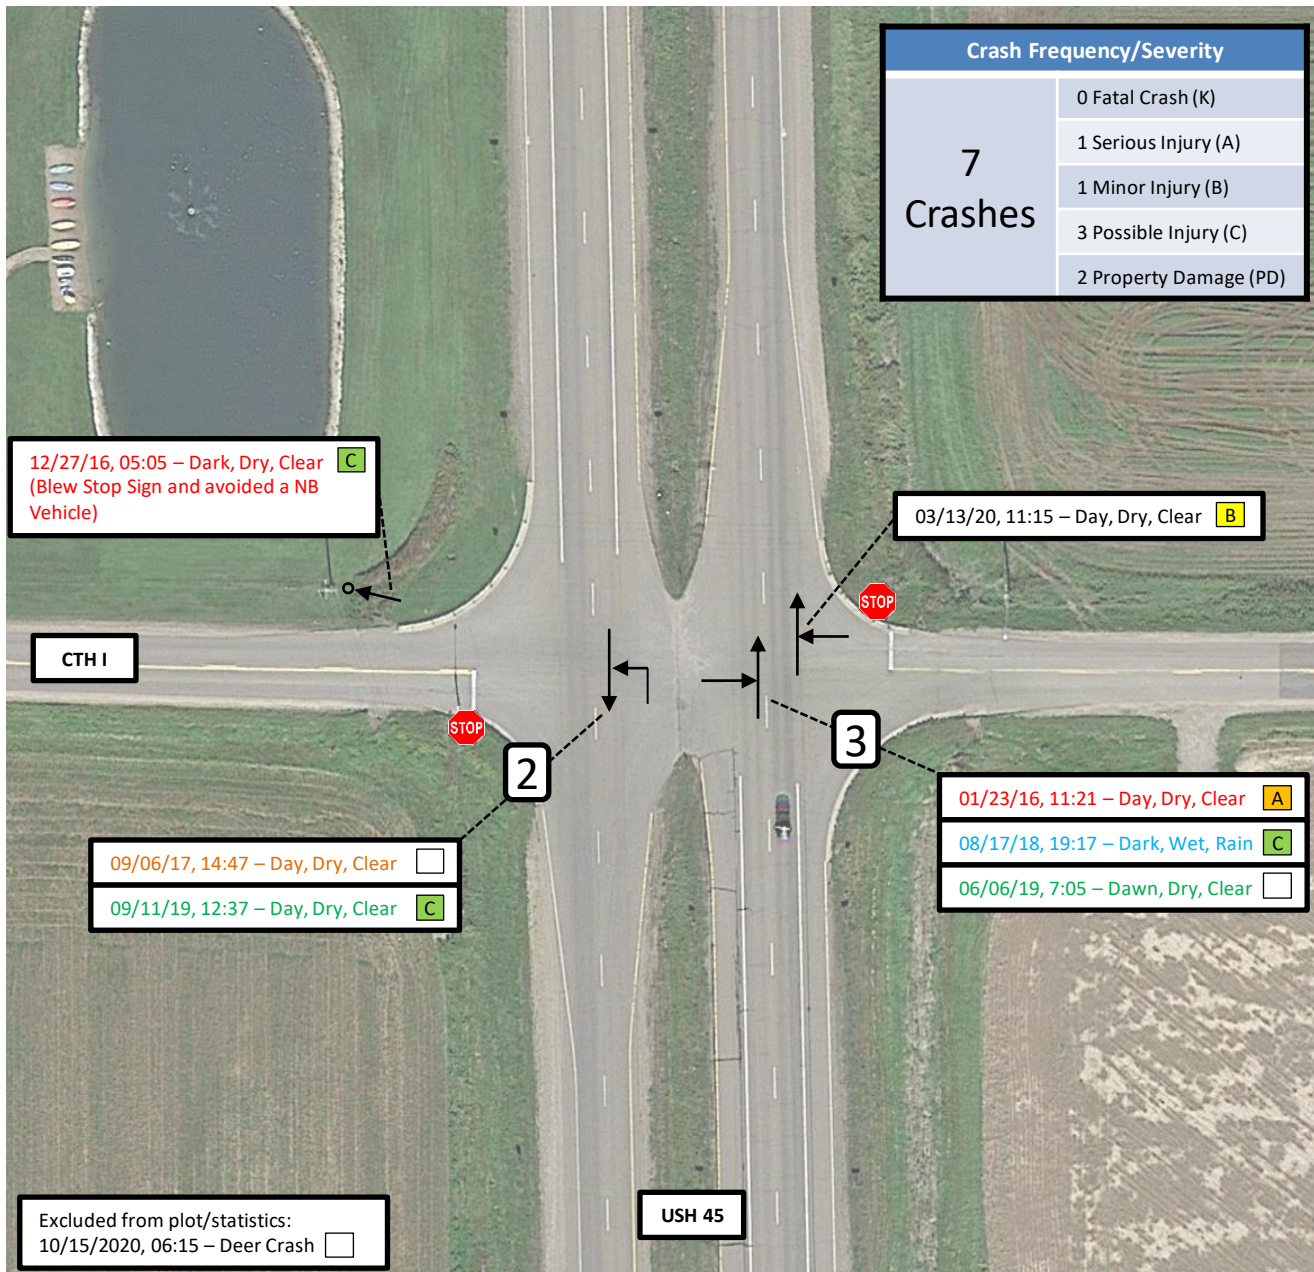 Crash Frequency/Severity
7
Crashes
0 Fatal Crash (K)
1 Serious Injury (A)
1 Minor Injury (B)
3 Possible Injury (C)
2 Property Damage (PD)
12/27/16, 05:05 – Dark, Dry, Clear C
(Blew Stop Sign and avoided a NB
Vehicle)
03/13/20, 11:15 – Day, Dry, Clear B
STOP
CTH I
STOP
2
3
01/23/16, 11:21 – Day, Dry, Clear A
08/17/18, 19:17 – Dark, Wet, Rain C
06/06/19, 7:05 – Dawn, Dry, Clear
09/06/17, 14:47 – Day, Dry, Clear
09/11/19, 12:37 – Day, Dry, Clear C
USH 45
Excluded from plot/statistics:
10/15/2020, 06:15 – Deer Crash